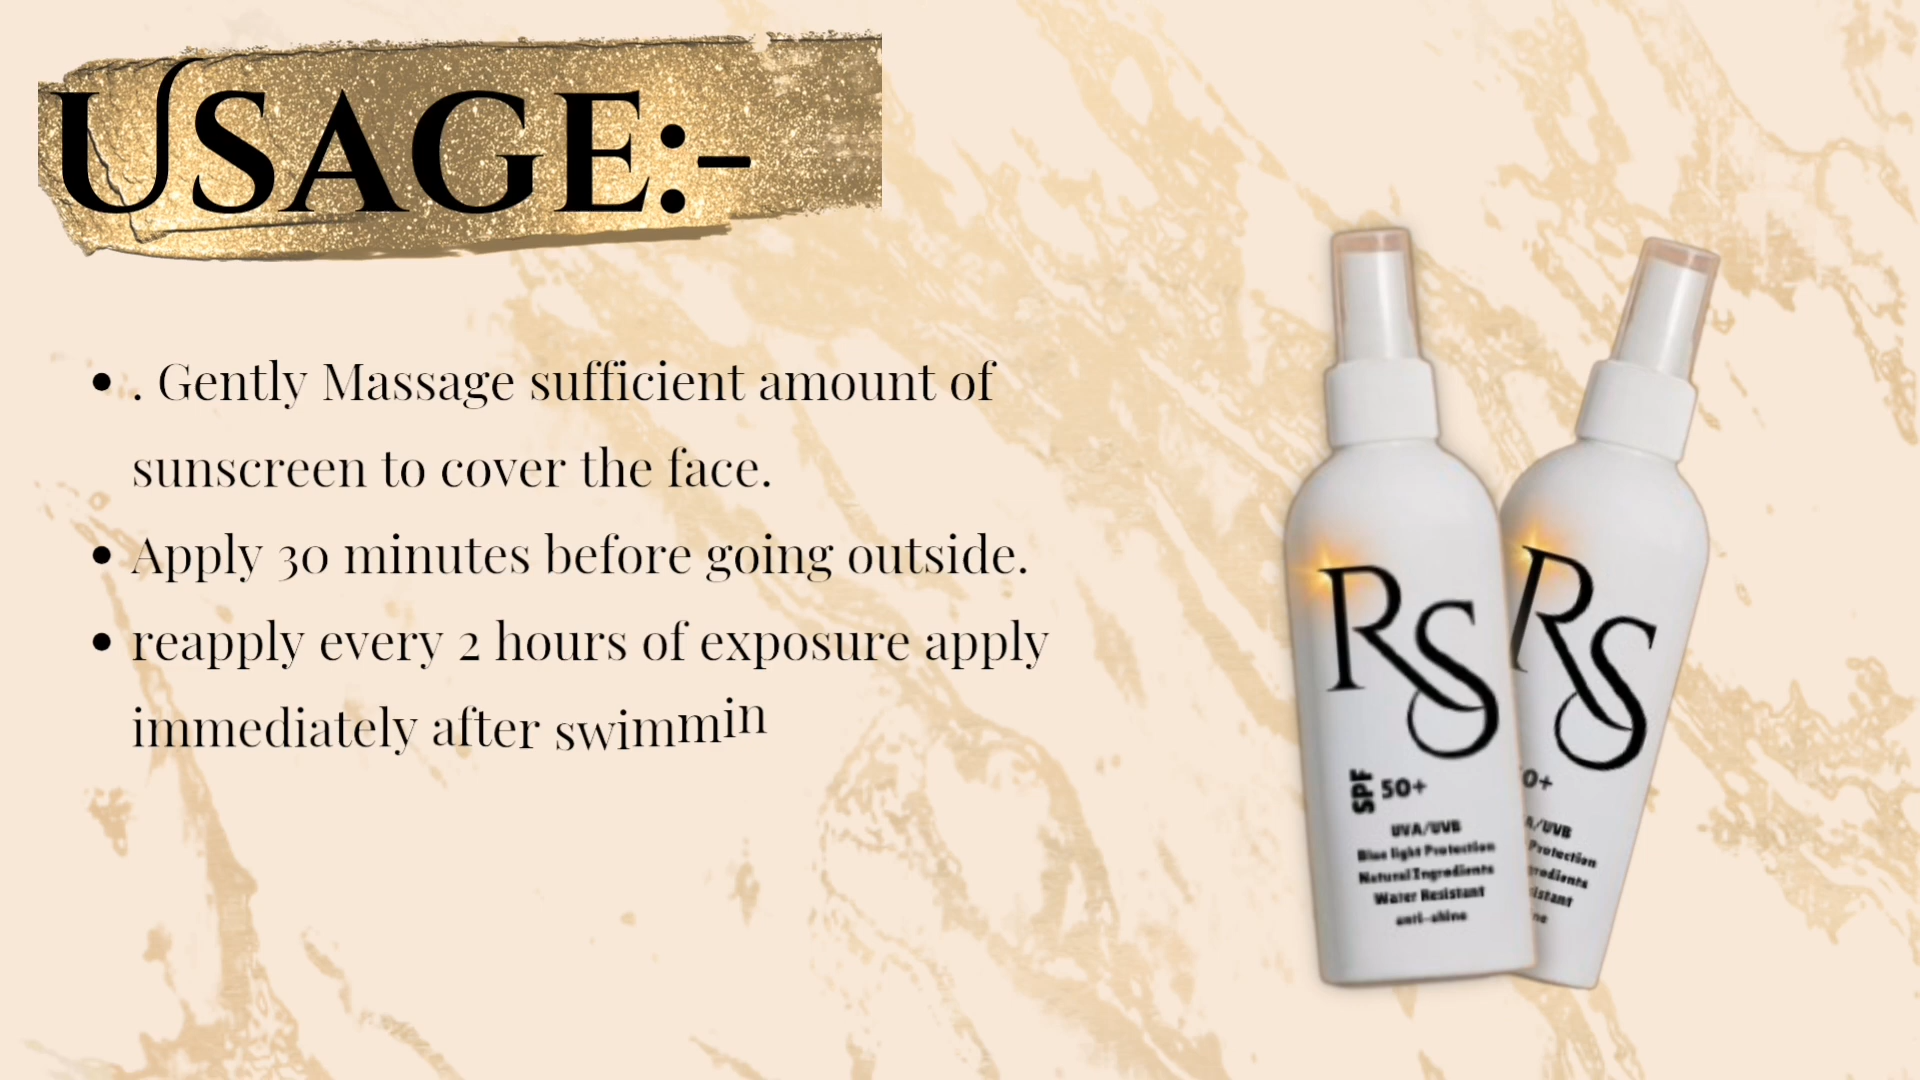 USAGE:-
. Gently Massage sufficient amount of
sunscreen to cover the face.
Apply 30 minutes before going outside.
reapply every 2 hours of exposure apply
immediately after swimmin
RS
SPF 50+
UVA/UVB
Blue light Protection
Natural Ingredients
Water Resistant
anti-shine
RS
0+
A/UVB
Protection
gredients
istant
ne